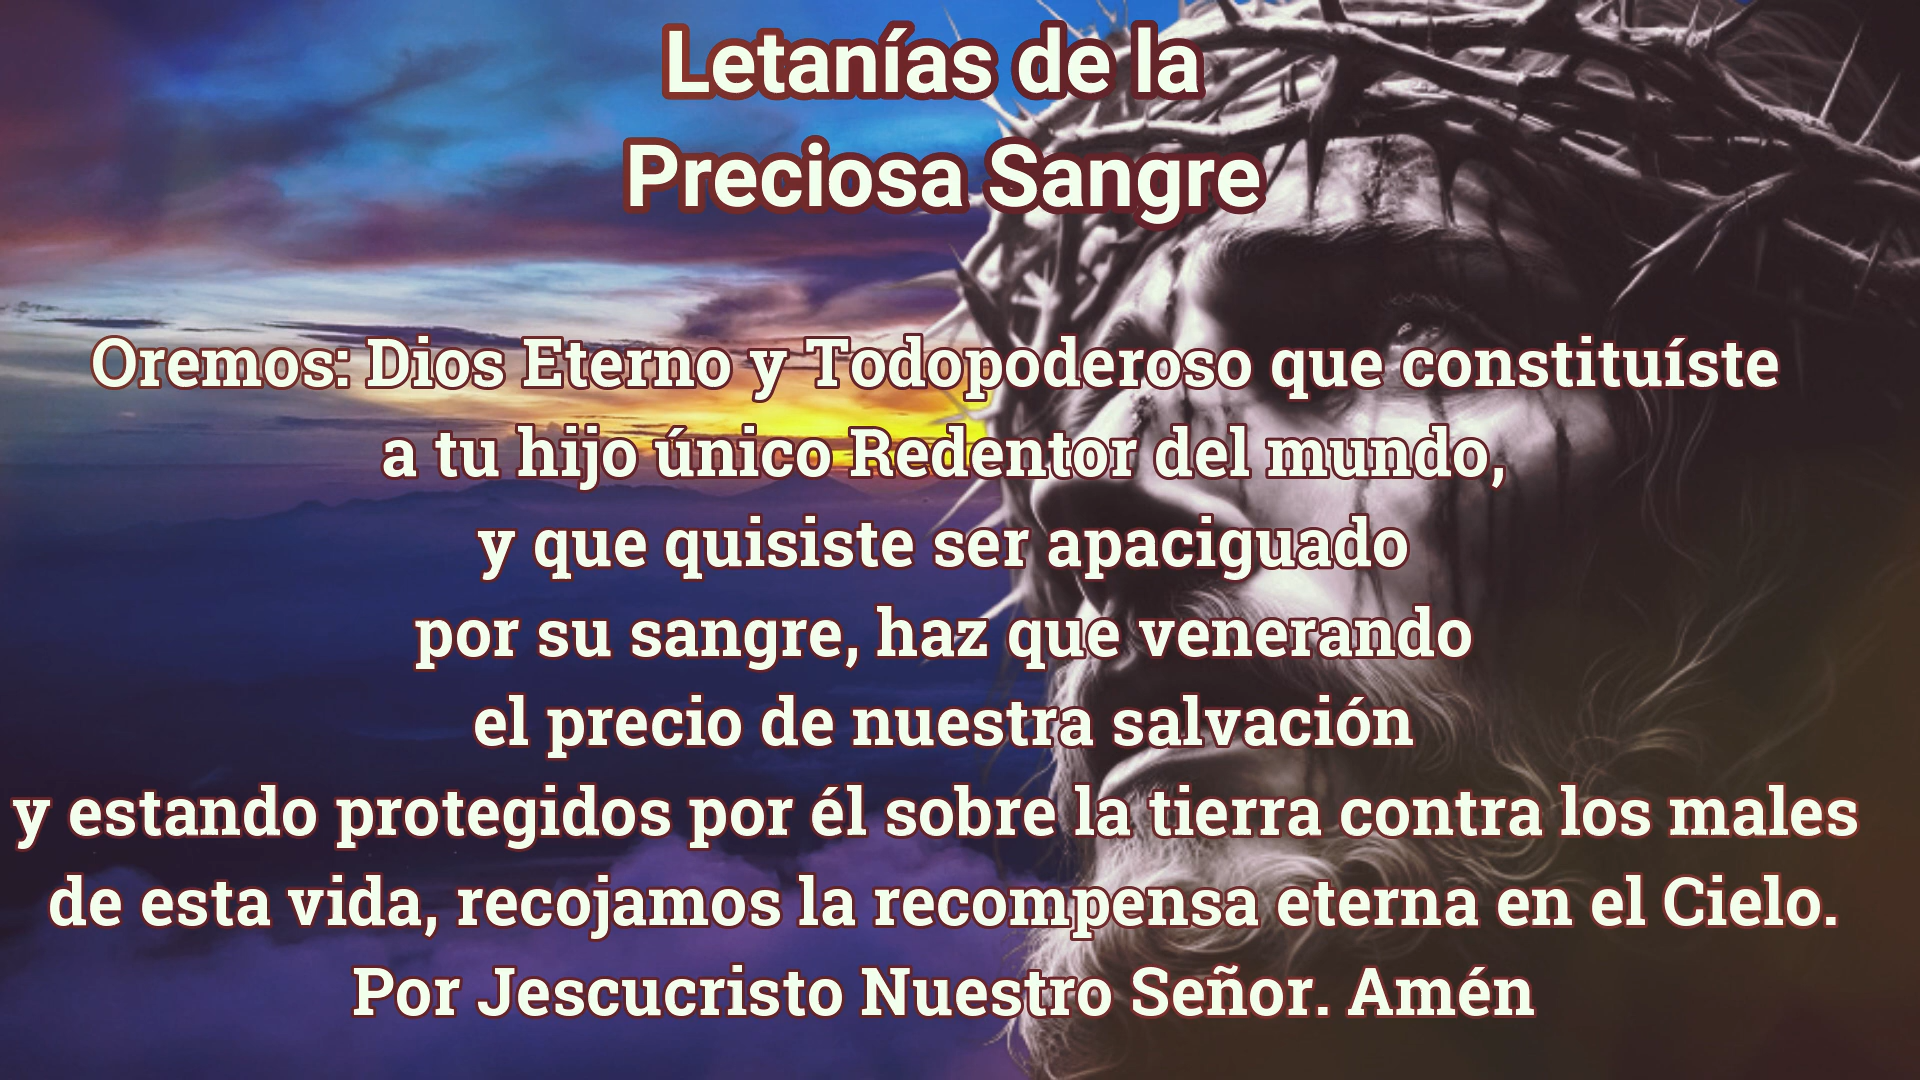 Letanías de la
Preciosa Sangre
Oremos: Dios Eterno y Todopoderoso que constituíste
a tu hijo único Redentor del mundo,
y que quisiste ser apaciguado
por su sangre, haz que venerando
el precio de nuestra salvación
y estando protegidos por él sobre la tierra contra los males
de esta vida, recojamos la recompensa eterna en el Cielo.
Por Jescucristo Nuestro Señor. Amén